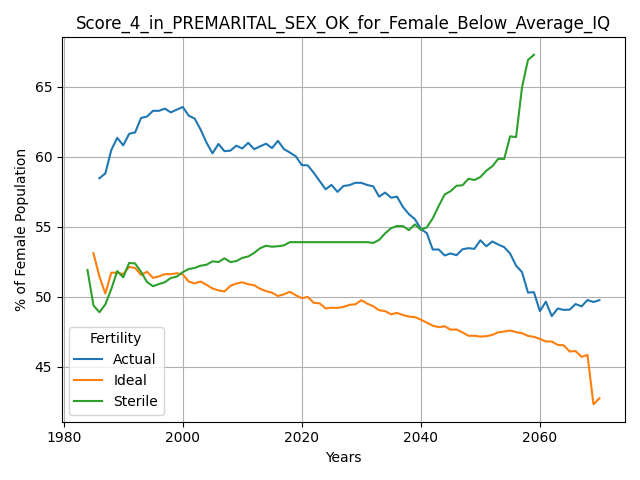 Score_4_in_PREMARITAL_SEX_OK_for_Female_Below_Average_IQ
% of Female Population
65
60
55
50
45
Fertility
Actual
Ideal
Sterile
1980 2000 2020 2040 2060
Years